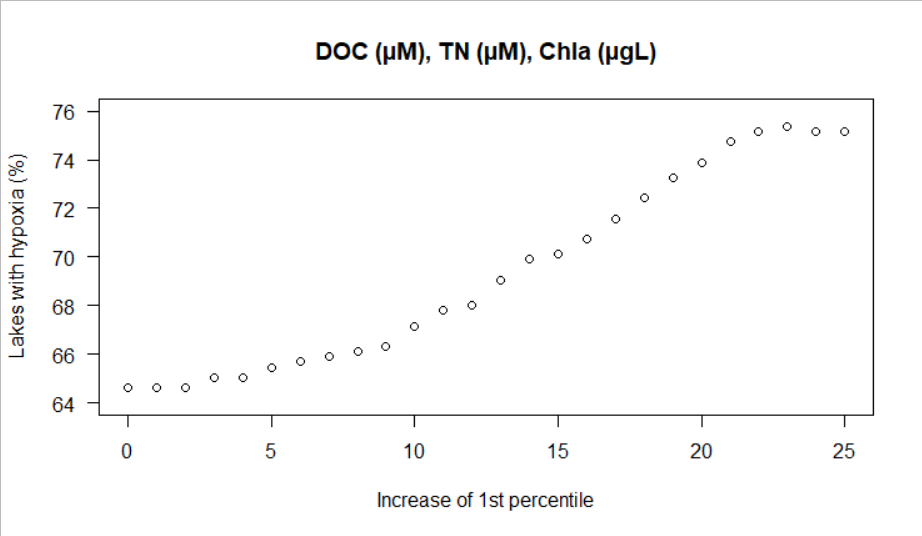 DOC (µM), TN (µM), Chla (µgL)
Lakes with hypoxia (%)
76
74
72
70
68
66
64
0 5 10 15 20 25
Increase of 1st percentile